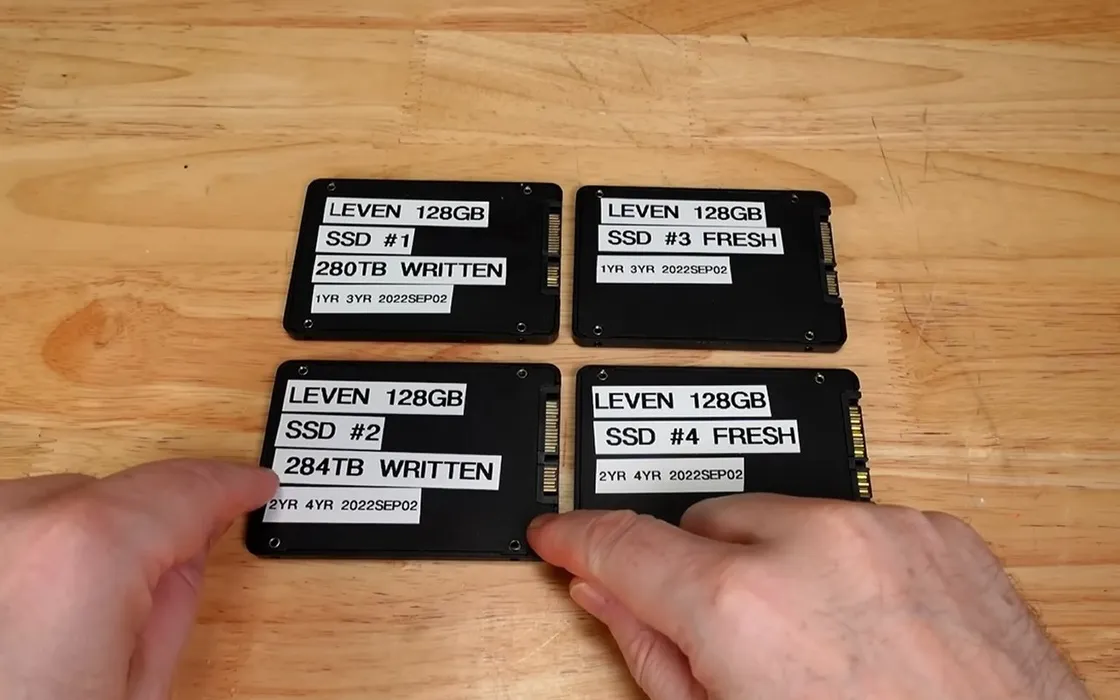 LEVEN 128GB
SSD #1
280TB WRITTEN
1YR 3YR 2022SEP02
LEVEN 128GB
SSD #3 FRESH
1YR 3YR 2022SEP02
LEVEN 128GB
SSD #2
284TB WRITTEN
2YR 4YR 2022SEP02
LEVEN 128GB
SSD #4 FRESH
2YR 4YR 2022SEP02